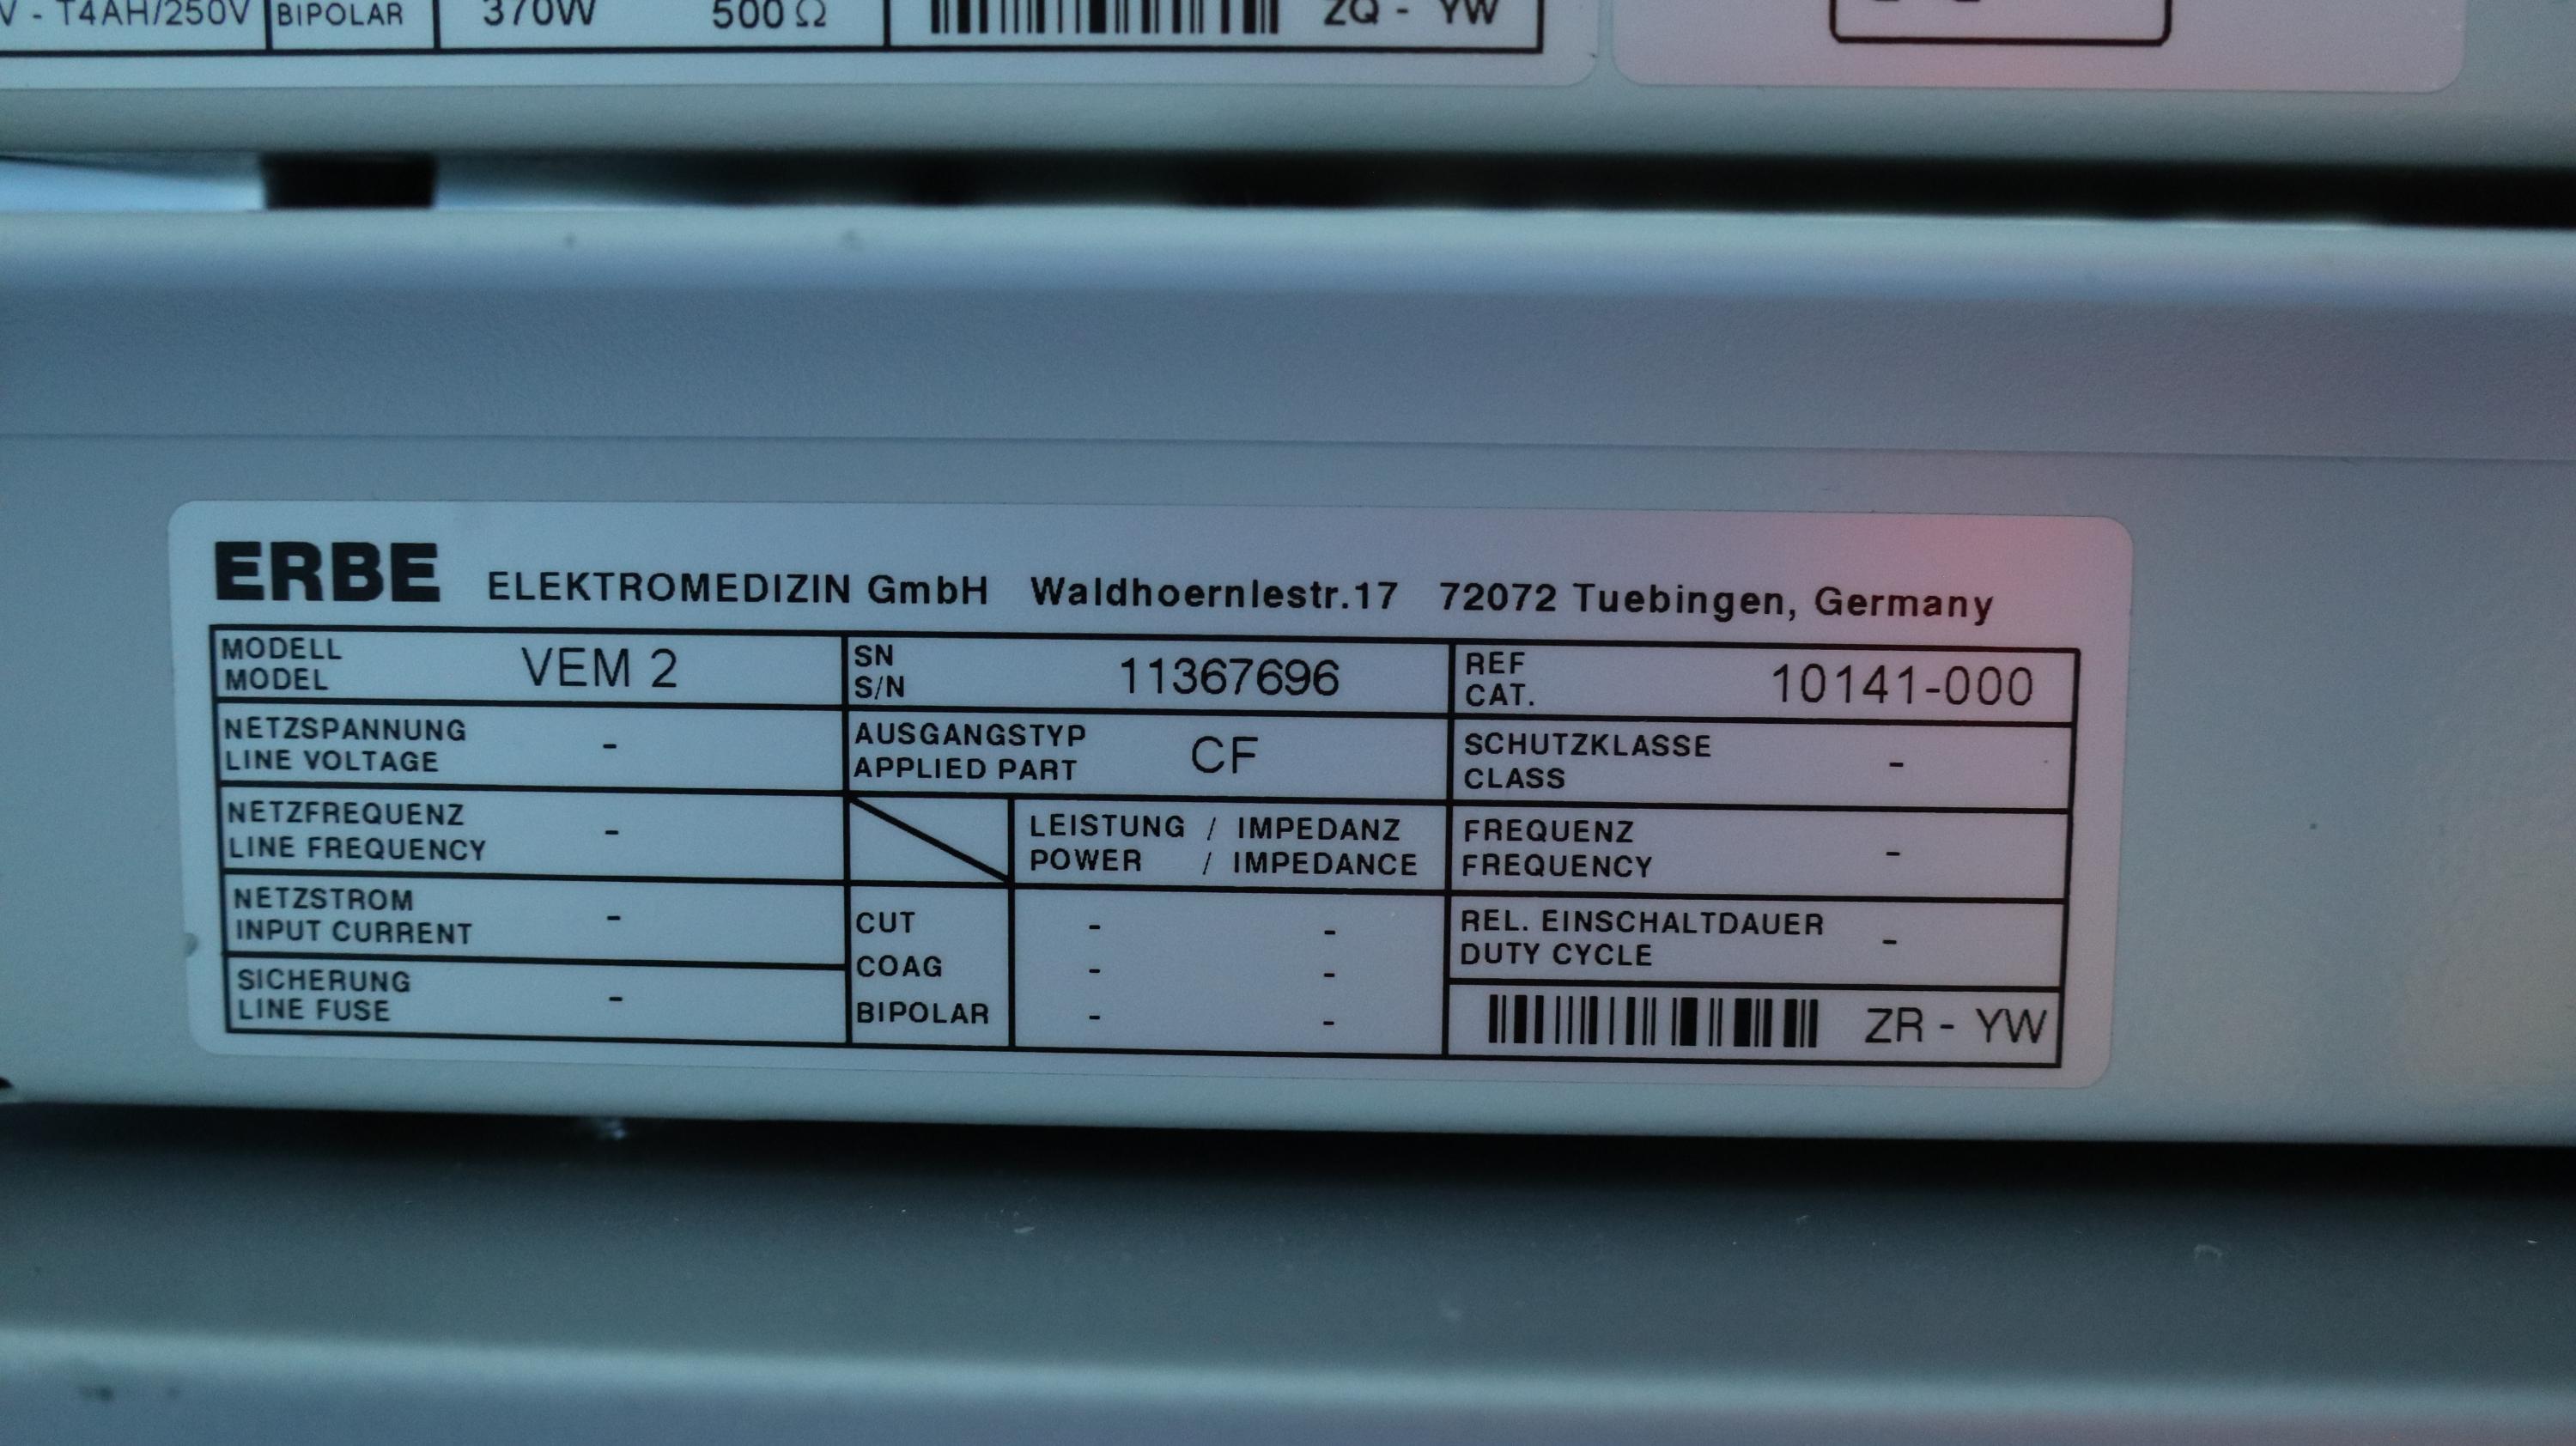 - T4AH/250V BIPOLAR 370W 500 Ω ZQ - YW
ERBE ELEKTROMEDIZIN GmbH Waldhoernlestr.17 72072 Tuebingen, Germany
MODELL
MODEL
VEM 2
SN
S/N
11367696
REF
CAT.
10141-000
NETZSPANNUNG
LINE VOLTAGE
-
AUSGANGSTYP
APPLIED PART
CF
SCHUTZKLASSE
CLASS
-
NETZFREQUENZ
LINE FREQUENCY
-
LEISTUNG / IMPEDANZ
POWER / IMPEDANCE
FREQUENZ
FREQUENCY
-
NETZSTROM
INPUT CURRENT
-
CUT - -
COAG - -
BIPOLAR - -
REL. EINSCHALTDAUER
DUTY CYCLE
-
SICHERUNG
LINE FUSE
-
ZR - YW